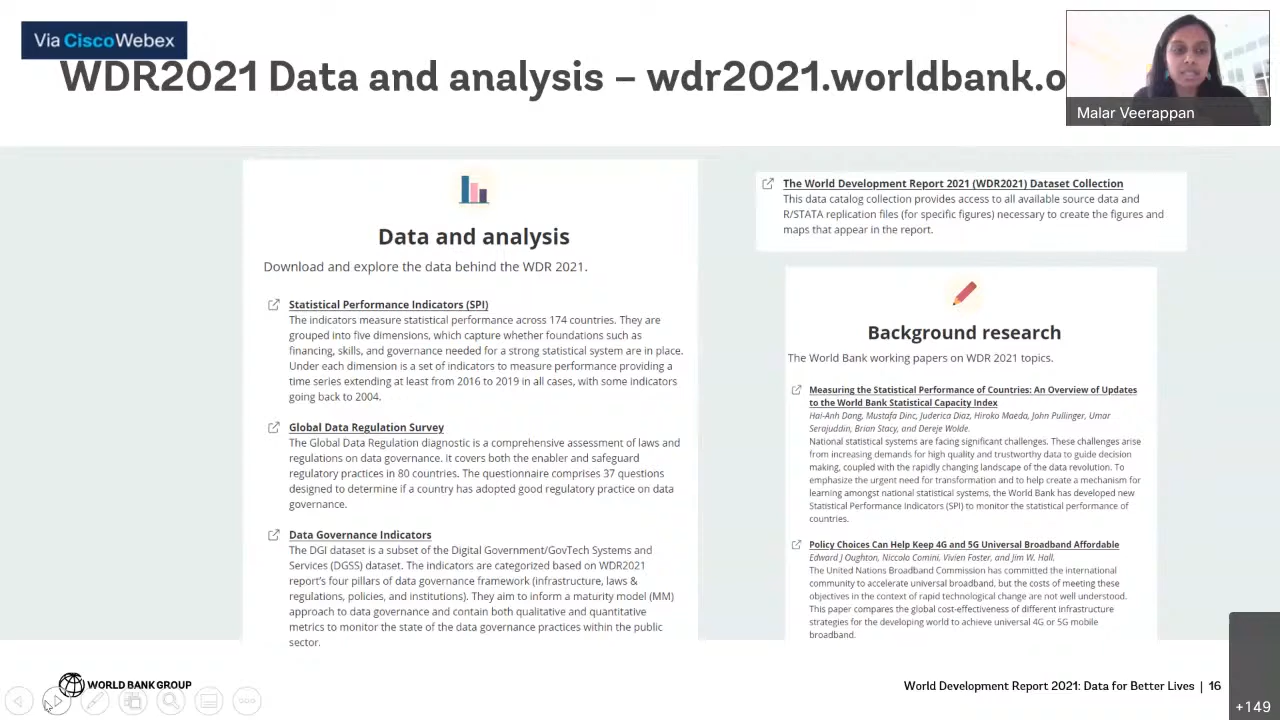 Via CiscoWebex
WDR2021 Data and analysis – wdr2021.worldbank.o
Malar Veerappan
Data and analysis
Download and explore the data behind the WDR 2021.
Statistical Performance Indicators (SPI)
The indicators measure statistical performance across 174 countries. They are
grouped into five dimensions, which capture whether foundations such as
financing, skills, and governance needed for a strong statistical system are in place.
Under each dimension is a set of indicators to measure performance providing a
time series extending at least from 2016 to 2019 in all cases, with some indicators
going back to 2004.
Global Data Regulation Survey
The Global Data Regulation diagnostic is a comprehensive assessment of laws and
regulations on data governance. It covers both the enabler and safeguard
regulatory practices in 80 countries. The questionnaire comprises 37 questions
designed to determine if a country has adopted good regulatory practice on data
governance.
Data Governance Indicators
The DGI dataset is a subset of the Digital Government/GovTech Systems and
Services (DGSS) dataset. The indicators are categorized based on WDR2021
report's four pillars of data governance framework (infrastructure, laws &
regulations, policies, and institutions). They aim to inform a maturity model (MM)
approach to data governance and contain both qualitative and quantitative
metrics to monitor the state of the data governance practices within the public
sector.
The World Development Report 2021 (WDR2021) Dataset Collection
This data catalog collection provides access to all available source data and
R/STATA replication files (for specific figures) necessary to create the figures and
maps that appear in the report.
Background research
The World Bank working papers on WDR 2021 topics.
Measuring the Statistical Performance of Countries: An Overview of Updates
to the World Bank Statistical Capacity Index
Hai-Anh Dang, Mustafa Dinc, Juderica Diaz, Hiroko Maeda, John Pullinger, Umar
Serajuddin, Brian Stacy, and Dereje Wolde.
National statistical systems are facing significant challenges. These challenges arise
from increasing demands for high quality and trustworthy data to guide decision
making, coupled with the rapidly changing landscape of the data revolution. To
emphasize the urgent need for transformation and to help create a mechanism for
learning amongst national statistical systems, the World Bank has developed new
Statistical Performance Indicators (SPI) to monitor the statistical performance of
countries.
Policy Choices Can Help Keep 4G and 5G Universal Broadband Affordable
Edward J Oughton, Niccolo Comini, Vivien Foster, and Jim W. Hall.
The United Nations Broadband Commission has committed the international
community to accelerate universal broadband, but the costs of meeting these
objectives in the context of rapid technological change are not well understood.
This paper compares the global cost-effectiveness of different infrastructure
strategies for the developing world to achieve universal 4G or 5G mobile
broadband.
WORLD BANK GROUP
World Development Report 2021: Data for Better Lives | 16
+149